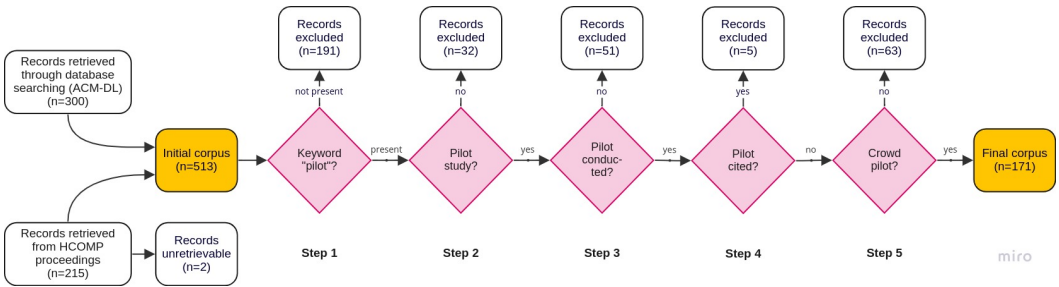 Records retrieved
through database
searching (ACM-DL)
(n=300)
Records retrieved
from HCOMP
proceedings
(n=215)
Records
unretrievable
(n=2)
Initial corpus
(n=513)
Keyword
"pilot"?
not present
Records
excluded
(n=191)
present
Step 1
Pilot
study?
no
Records
excluded
(n=32)
yes
Step 2
Pilot
conduc-
ted?
no
Records
excluded
(n=51)
yes
Step 3
Pilot
cited?
yes
Records
excluded
(n=5)
no
Step 4
Crowd
pilot?
no
Records
excluded
(n=63)
yes
Step 5
Final corpus
(n=171)
miro